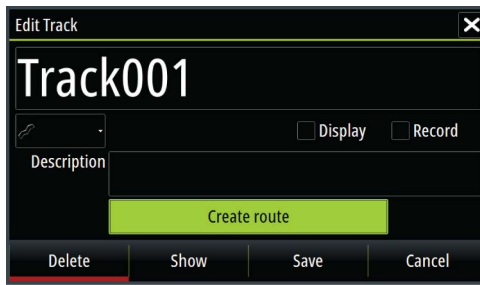 Edit Track
Track001
Display Record
Description
Create route
Delete Show Save Cancel